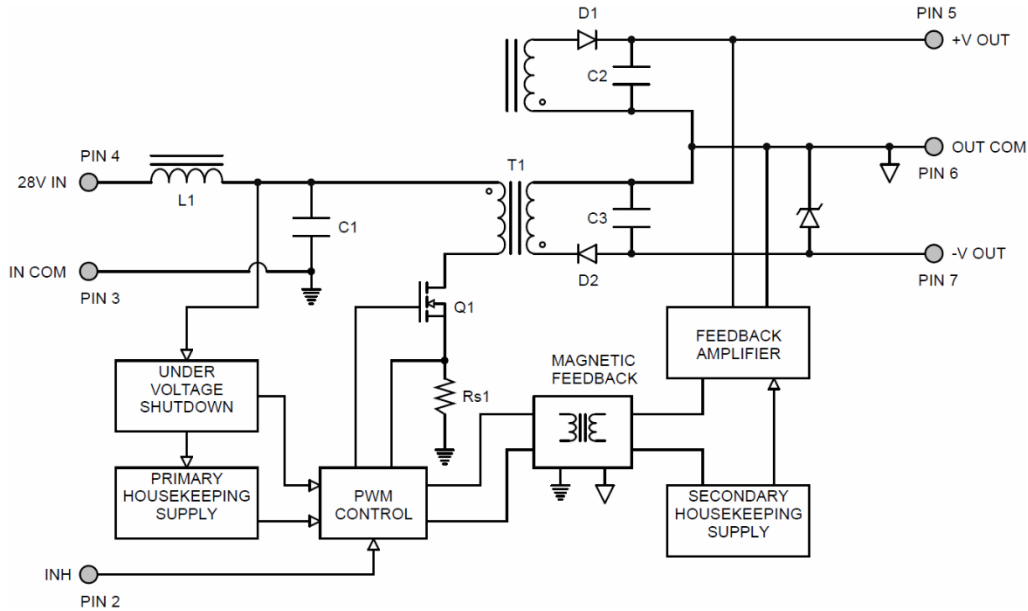 D1
PIN 5
+V OUT
C2
PIN 4
T1
OUT COM
PIN 6
28V IN
L1
C1
C3
IN COM
D2
-V OUT
PIN 3
PIN 7
Q1
FEEDBACK
AMPLIFIER
MAGNETIC
FEEDBACK
UNDER
VOLTAGE
SHUTDOWN
Rs1
PRIMARY
HOUSEKEEPING
SUPPLY
PWM
CONTROL
SECONDARY
HOUSEKEEPING
SUPPLY
INH
PIN 2